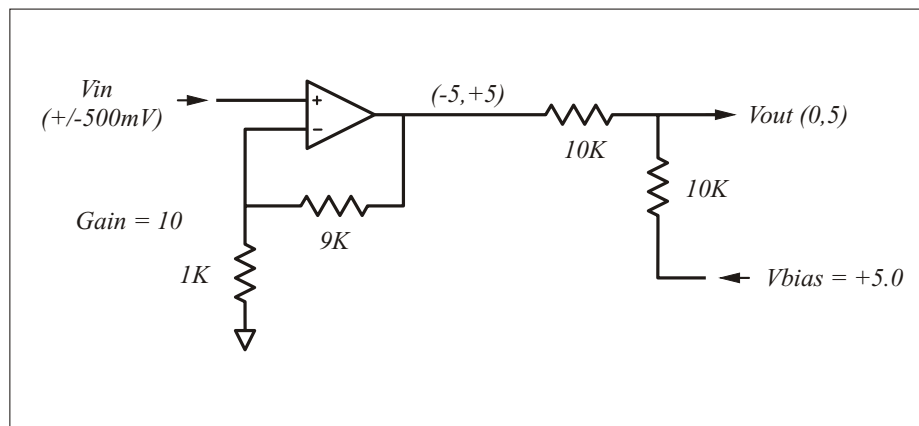 Vin
(+/-500mV)
+
−
(-5,+5)
10K
Vout (0,5)
10K
Gain = 10
9K
1K
Vbias = +5.0